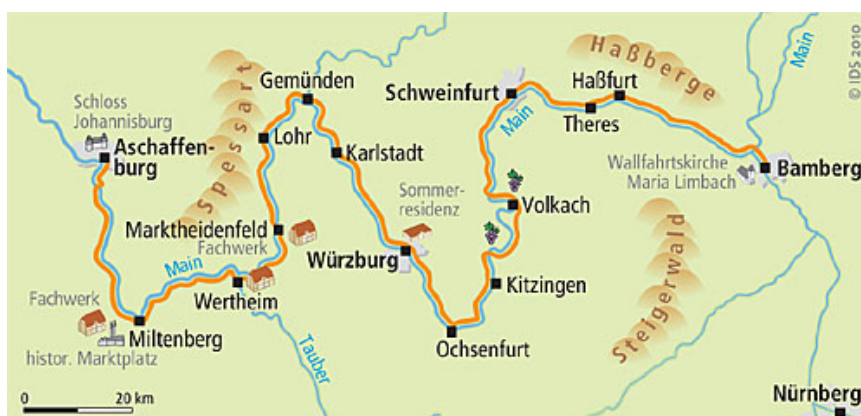 Main
Haßberge
© IDS 2010
Spessart
Gemünden
Schweinfurt
Haßfurt
Main
Theres
Schloss
Johannisburg
Aschaffen-
burg
Lohr
Karlstadt
Wallfahrtskirche
Maria Limbach
Bamberg
Sommer-
residenz
Volkach
Marktheidenfeld
Fachwerk
Würzburg
Steigerwald
Main
Kitzingen
Fachwerk
Wertheim
Miltenberg
histor. Marktplatz
Tauber
Ochsenfurt
Nürnberg
0 20 km